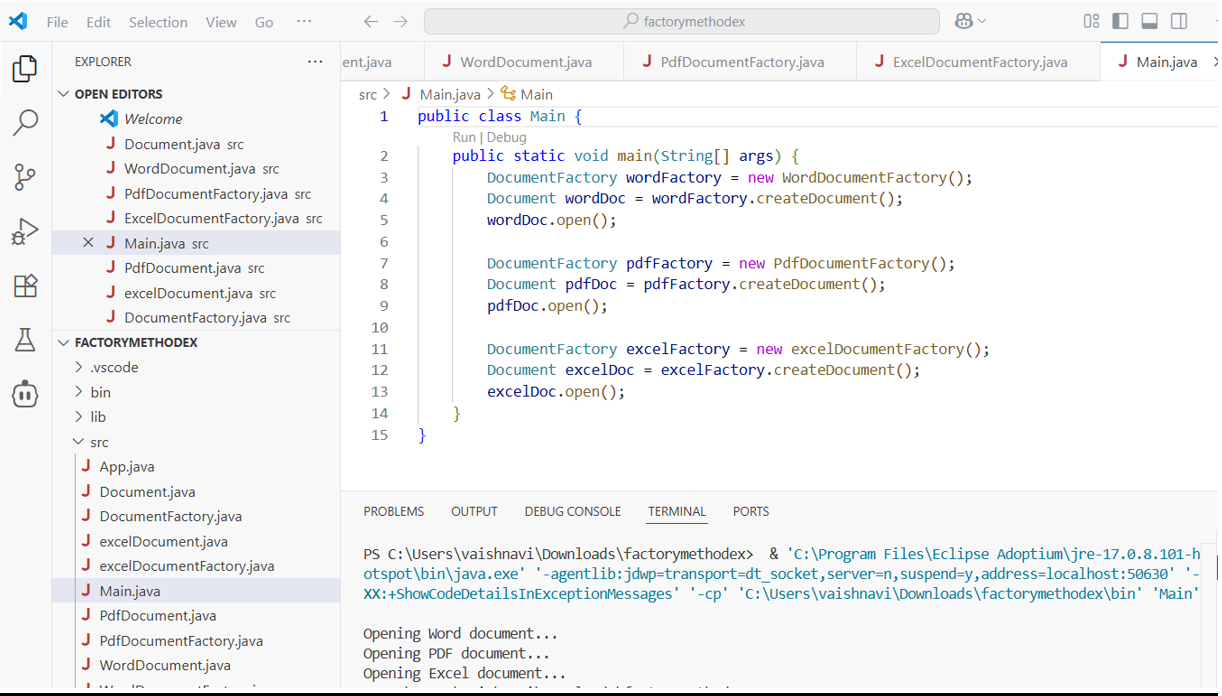 File Edit Selection View Go ··· factorymethodex
EXPLORER ···
OPEN EDITORS
Welcome
Document.java src
WordDocument.java src
PdfDocumentFactory.java src
ExcelDocumentFactory.java src
Main.java src
PdfDocument.java src
excelDocument.java src
DocumentFactory.java src
FACTORYMETHODEX
.vscode
bin
lib
src
App.java
Document.java
DocumentFactory.java
excelDocument.java
excelDocumentFactory.java
Main.java
PdfDocument.java
PdfDocumentFactory.java
WordDocument.java
ent.java WordDocument.java PdfDocumentFactory.java ExcelDocumentFactory.java Main.java
src > Main.java > Main
1 public class Main {
Run | Debug
2 public static void main(String[] args) {
3 DocumentFactory wordFactory = new WordDocumentFactory();
4 Document wordDoc = wordFactory.createDocument();
5 wordDoc.open();
6
7 DocumentFactory pdfFactory = new PdfDocumentFactory();
8 Document pdfDoc = pdfFactory.createDocument();
9 pdfDoc.open();
10
11 DocumentFactory excelFactory = new excelDocumentFactory();
12 Document excelDoc = excelFactory.createDocument();
13 excelDoc.open();
14 }
15 }
PROBLEMS OUTPUT DEBUG CONSOLE TERMINAL PORTS
PS C:\Users\vaishnavi\Downloads\factorymethodex> & 'C:\Program Files\Eclipse Adoptium\jre-17.0.8.101-h
otspot\bin\java.exe' '-agentlib:jdwp=transport=dt_socket,server=n,suspend=y,address=localhost:50630' '-
XX:+ShowCodeDetailsInExceptionMessages' '-cp' 'C:\Users\vaishnavi\Downloads\factorymethodex\bin' 'Main'
Opening Word document...
Opening PDF document...
Opening Excel document...